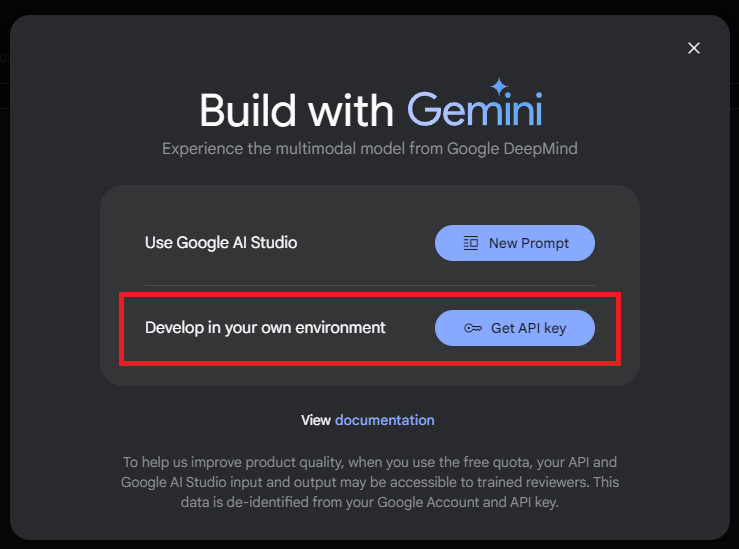 Build with Gemini
Experience the multimodal model from Google DeepMind
Use Google AI Studio
New Prompt
Develop in your own environment
Get API key
View documentation
To help us improve product quality, when you use the free quota, your API and
Google AI Studio input and output may be accessible to trained reviewers. This
data is de-identified from your Google Account and API key.